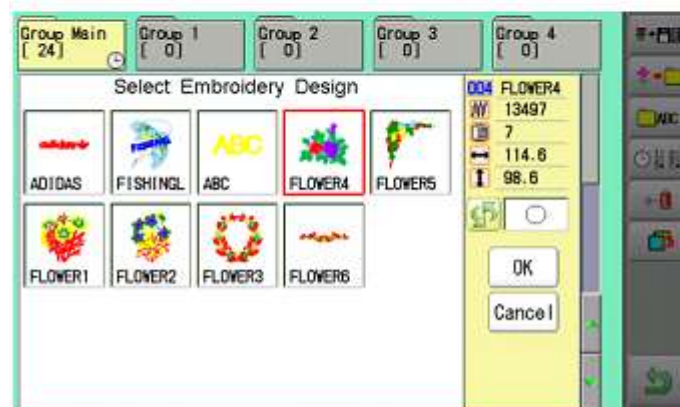 Group Main
[ 24]
Group 1
[ 0]
Group 2
[ 0]
Group 3
[ 0]
Group 4
[ 0]
Select Embroidery Design
ADIDAS
FISHINGL
ABC
ABC
FLOWER4
FLOWER5
FLOWER1
FLOWER2
FLOWER3
FLOWER6
004 FLOWER4
13497
7
114.6
98.6
OK
Cancel
ABC